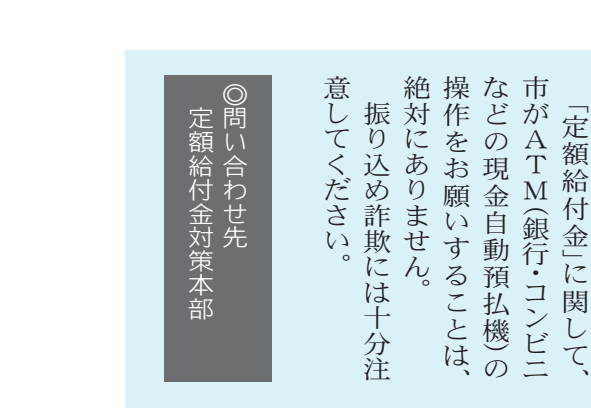 「定額給付金」に関して、
市がＡＴＭ（銀行・コンビニ
などの現金自動預払機）の
操作をお願いすることは、
絶対にありません。
振り込め詐欺には十分注
意してください。
◎問い合わせ先
定額給付金対策本部